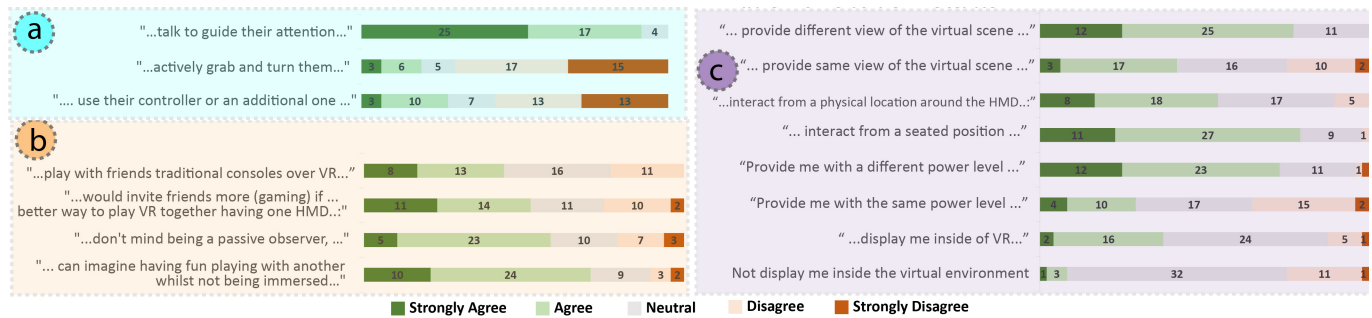 a
"...talk to guide their attention..."
25 17 4
"...actively grab and turn them..."
3 6 5 17 15
".... use their controller or an additional one ..."
3 10 7 13 13
b
"...play with friends traditional consoles over VR..."
8 13 16 11
"...would invite friends more (gaming) if ...
better way to play VR together having one HMD..:"
11 14 11 10 2
"...don't mind being a passive observer, ..."
5 23 10 7 3
"... can imagine having fun playing with another
whilst not being immersed..."
10 24 9 3 2
c
“... provide different view of the virtual scene ...”
12 25 11
“... provide same view of the virtual scene ...”
3 17 16 10 2
“...interact from a physical location around the HMD..:”
8 18 17 5
“... interact from a seated position ...”
11 27 9 1
“Provide me with a different power level ...”
12 23 11 1 1
“Provide me with the same power level ...”
4 10 17 15 2
“ ...display me inside of VR...”
2 16 24 5 1
Not display me inside the virtual environment
1 3 32 11 1
Strongly Agree Agree Neutral Disagree Strongly Disagree